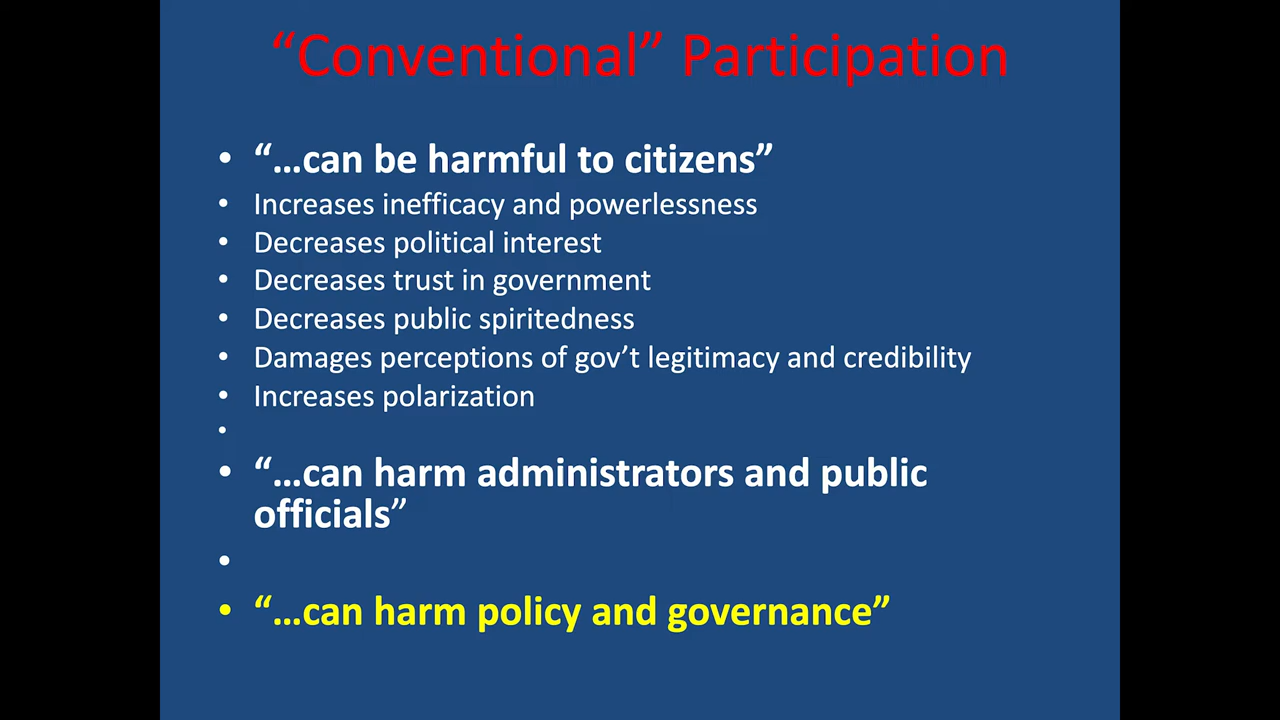 “Conventional” Participation
• “…can be harmful to citizens”
• Increases inefficacy and powerlessness
• Decreases political interest
• Decreases trust in government
• Decreases public spiritedness
• Damages perceptions of gov’t legitimacy and credibility
• Increases polarization
•
• “…can harm administrators and public
officials”
•
• “…can harm policy and governance”